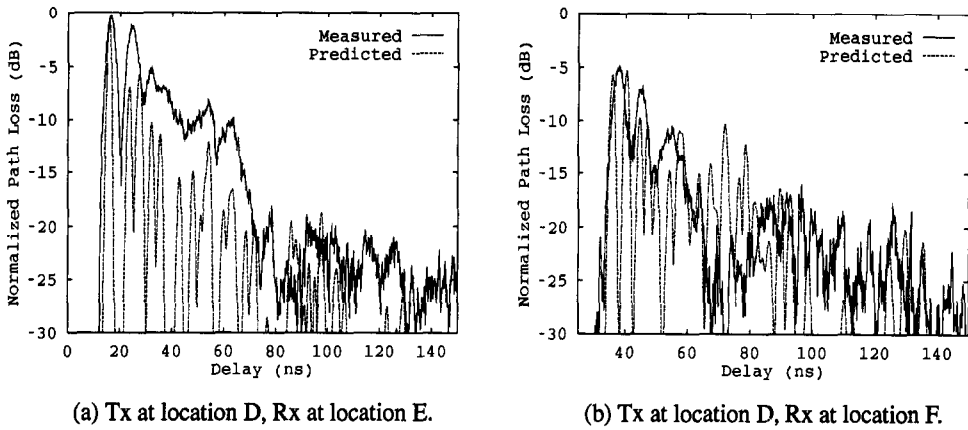 Normalized Path Loss (dB)
0
-5
-10
-15
-20
-25
-30
Measured
Predicted
0 20 40 60 80 100 120 140
Delay (ns)
(a) Tx at location D, Rx at location E.
Normalized Path Loss (dB)
0
-5
-10
-15
-20
-25
-30
Measured
Predicted
40 60 80 100 120 140
Delay (ns)
(b) Tx at location D, Rx at location F.